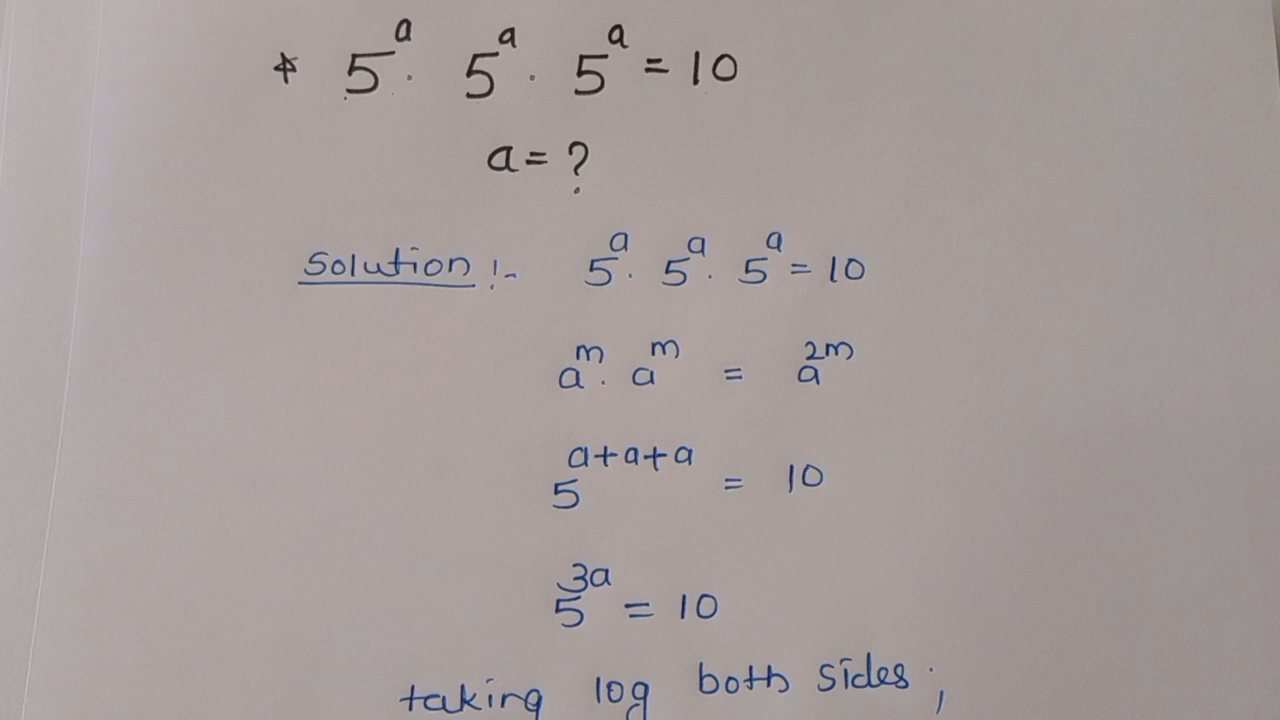 * 5^a . 5^a . 5^a = 10
a = ?
Solution :- 5^a . 5^a . 5^a = 10
a^m . a^m = a^2m
5^a+a+a = 10
5^3a = 10
taking log both sides ;